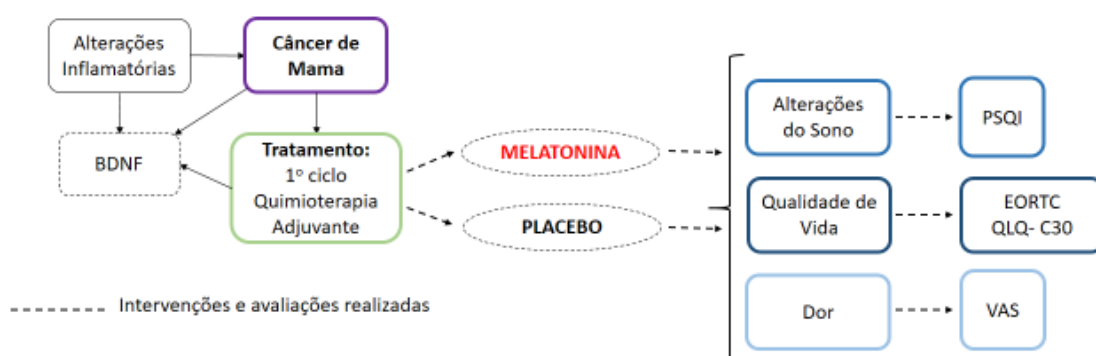 Alterações
Inflamatórias
Câncer de
Mama
BDNF
Tratamento:
1º ciclo
Quimioterapia
Adjuvante
MELATONINA
PLACEBO
Alterações
do Sono
PSQI
Qualidade de
Vida
EORTC
QLQ- C30
Dor
VAS
Intervenções e avaliações realizadas